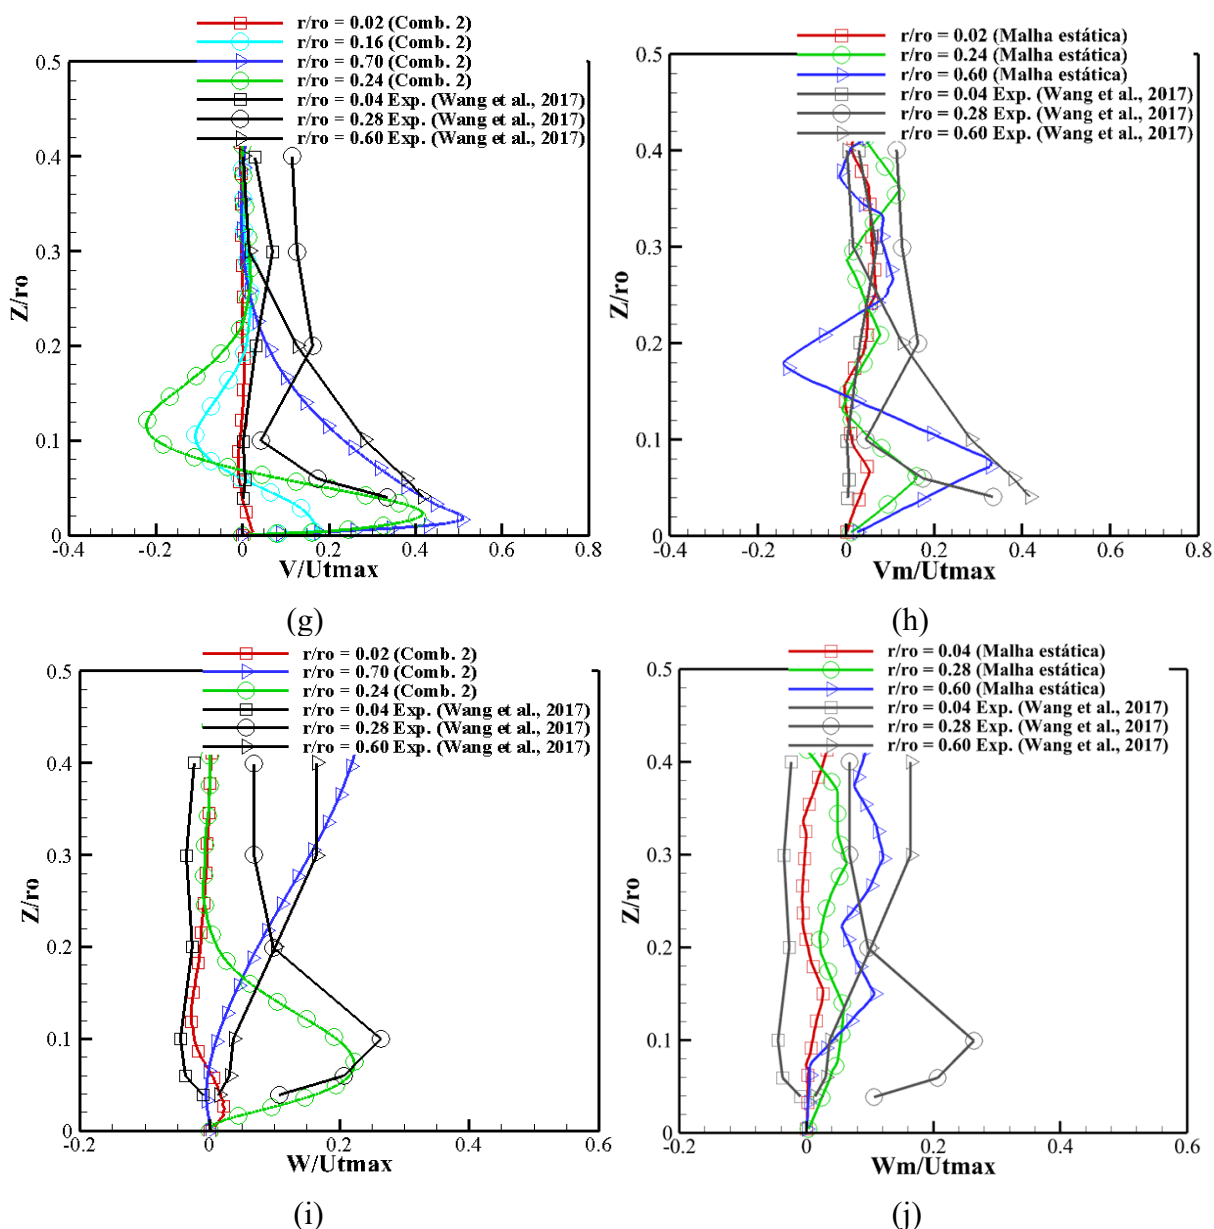 r/ro = 0.02 (Comb. 2)
r/ro = 0.16 (Comb. 2)
r/ro = 0.70 (Comb. 2)
r/ro = 0.24 (Comb. 2)
r/ro = 0.04 Exp. (Wang et al., 2017)
r/ro = 0.28 Exp. (Wang et al., 2017)
r/ro = 0.60 Exp. (Wang et al., 2017)
0.5
0.4
0.3
0.2
0.1
0
Z/ro
-0.4 -0.2 0 0.2 0.4 0.6 0.8
V/Utmax
(g)
r/ro = 0.02 (Malha estática)
r/ro = 0.24 (Malha estática)
r/ro = 0.60 (Malha estática)
r/ro = 0.04 Exp. (Wang et al., 2017)
r/ro = 0.28 Exp. (Wang et al., 2017)
r/ro = 0.60 Exp. (Wang et al., 2017)
0.5
0.4
0.3
0.2
0.1
0
Z/ro
-0.4 -0.2 0 0.2 0.4 0.6 0.8
Vm/Utmax
(h)
r/ro = 0.02 (Comb. 2)
r/ro = 0.70 (Comb. 2)
r/ro = 0.24 (Comb. 2)
r/ro = 0.04 Exp. (Wang et al., 2017)
r/ro = 0.28 Exp. (Wang et al., 2017)
r/ro = 0.60 Exp. (Wang et al., 2017)
0.5
0.4
0.3
0.2
0.1
0
Z/ro
-0.2 0 0.2 0.4 0.6
W/Utmax
(i)
r/ro = 0.04 (Malha estática)
r/ro = 0.28 (Malha estática)
r/ro = 0.60 (Malha estática)
r/ro = 0.04 Exp. (Wang et al., 2017)
r/ro = 0.28 Exp. (Wang et al., 2017)
r/ro = 0.60 Exp. (Wang et al., 2017)
0.5
0.4
0.3
0.2
0.1
0
Z/ro
-0.2 0 0.2 0.4 0.6
Wm/Utmax
(j)